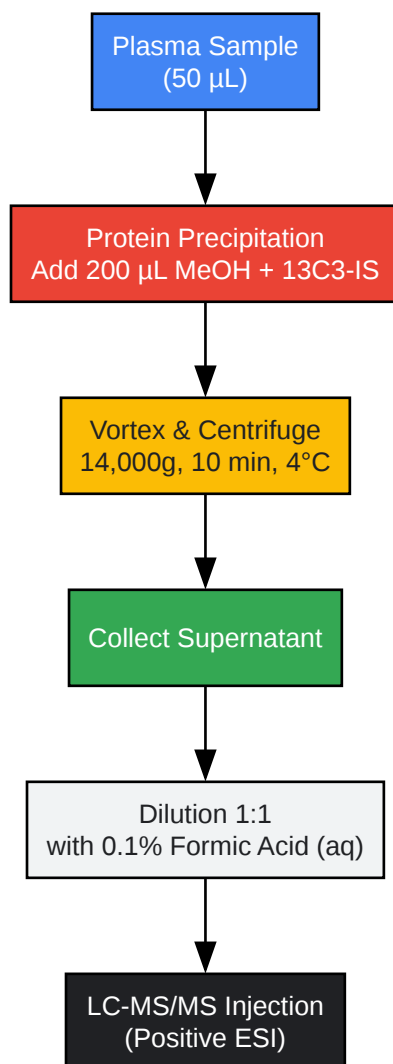 Plasma Sample
(50 µL)
Protein Precipitation
Add 200 µL MeOH + 13C3-IS
Vortex & Centrifuge
14,000g, 10 min, 4°C
Collect Supernatant
Dilution 1:1
with 0.1% Formic Acid (aq)
LC-MS/MS Injection
(Positive ESI)